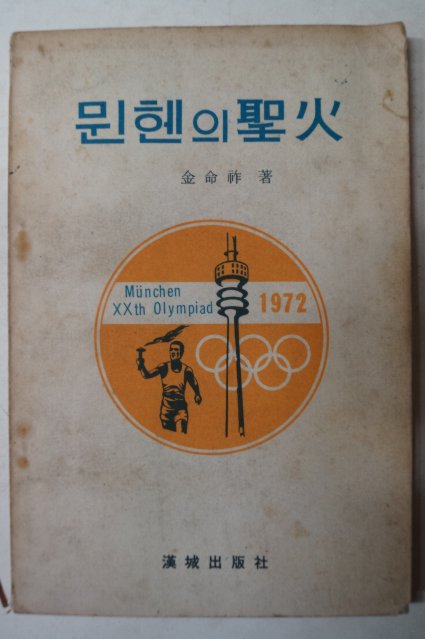 뮌헨의 聖火
金命祚 著
München
XXth Olympiad
1972
漢城出版社